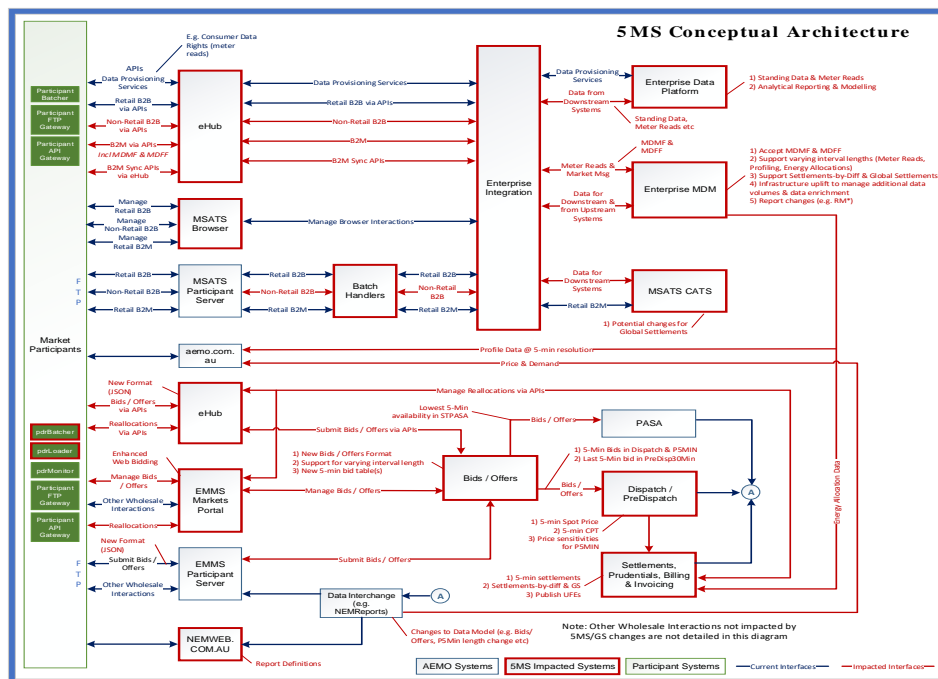 5MS Conceptual Architecture
E.g. Consumer Data
Rights (meter
reads)
APIs
Data Provisioning
Services
Retail B2B
via APIs
Non-Retail B2B
via APIs
B2M via APIs
Incl MDMF & MDFF
B2M Sync APIs
via eHub
Participant
Batcher
Participant
FTP
Gateway
Participant
API
Gateway
eHub
Data Provisioning Services
Retail B2B via APIs
Non-Retail B2B
B2M
B2M Sync APIs
Enterprise
Integration
Data Provisioning
Services
Data from
Downstream
Systems
Standing Data,
Meter Reads etc
Enterprise Data
Platform
1) Standing Data & Meter Reads
2) Analytical Reporting & Modelling
MDMF &
MDFF
Meter Reads &
Market Msg
Data for
Downstream &
from Upstream
Systems
Enterprise MDM
1) Accept MDMF & MDFF
2) Support varying interval lengths (Meter Reads,
Profiling, Energy Allocations)
3) Support Settlements-by-Diff & Global Settlements
4) Infrastructure uplift to manage additional data
volumes & data enrichment
5) Report changes (e.g. RM*)
Manage
Retail B2B
Manage
Non-Retail B2B
Manage
Retail B2M
MSATS
Browser
Manage Browser Interactions
F
T
P
Retail B2B
Non-Retail B2B
Retail B2M
MSATS
Participant
Server
Retail B2B
Non-Retail B2B
Retail B2M
Batch
Handlers
Retail B2B
Non-Retail
B2B
Retail B2M
Data for
Downstream
Systems
Retail B2M
MSATS CATS
1) Potential changes for
Global Settlements
Market
Participants
aemo.com.
au
Profile Data @ 5-min resolution
Price & Demand
New Format
(JSON)
Bids / Offers
via APIs
Reallocations
Via APIs
eHub
Manage Reallocations via APIs
Submit Bids / Offers via APIs
Lowest 5-Min
availability in STPASA
Bids / Offers
PASA
pdrBatcher
pdrLoader
pdrMonitor
Participant
FTP
Gateway
Participant
API
Gateway
Enhanced
Web Bidding
Manage Bids /
Offers
Other Wholesale
Interactions
Reallocations
EMMS
Markets
Portal
1) New Bids / Offers Format
2) Support for varying interval length
3) New 5-min bid table(s)
Manage Bids / Offers
Bids / Offers
1) 5-Min Bids in Dispatch & P5MIN
2) Last 5-Min bid in PreDisp30Min
Bids /
Offers
Dispatch /
PreDispatch
A
1) 5-min Spot Price
2) 5-min CPT
3) Price sensitivities
for P5MIN
Energy Allocation Data
New Format
(JSON)
Submit Bids /
Offers
F
T
P
Other Wholesale
Interactions
EMMS
Participant
Server
Submit Bids / Offers
1) 5-min settlements
2) Settlements-by-diff & GS
3) Publish UFEs
Settlements,
Prudentials, Billing
& Invoicing
Data Interchange (e.g.
NEMReports)
A
Changes to Data Model (e.g. Bids/
Offers, P5Min length change etc)
NEMWEB.
COM.AU
Report Definitions
Note: Other Wholesale Interactions not impacted by
5MS/GS changes are not detailed in this diagram
AEMO Systems
5MS Impacted Systems
Participant Systems
Current Interfaces
Impacted Interfaces